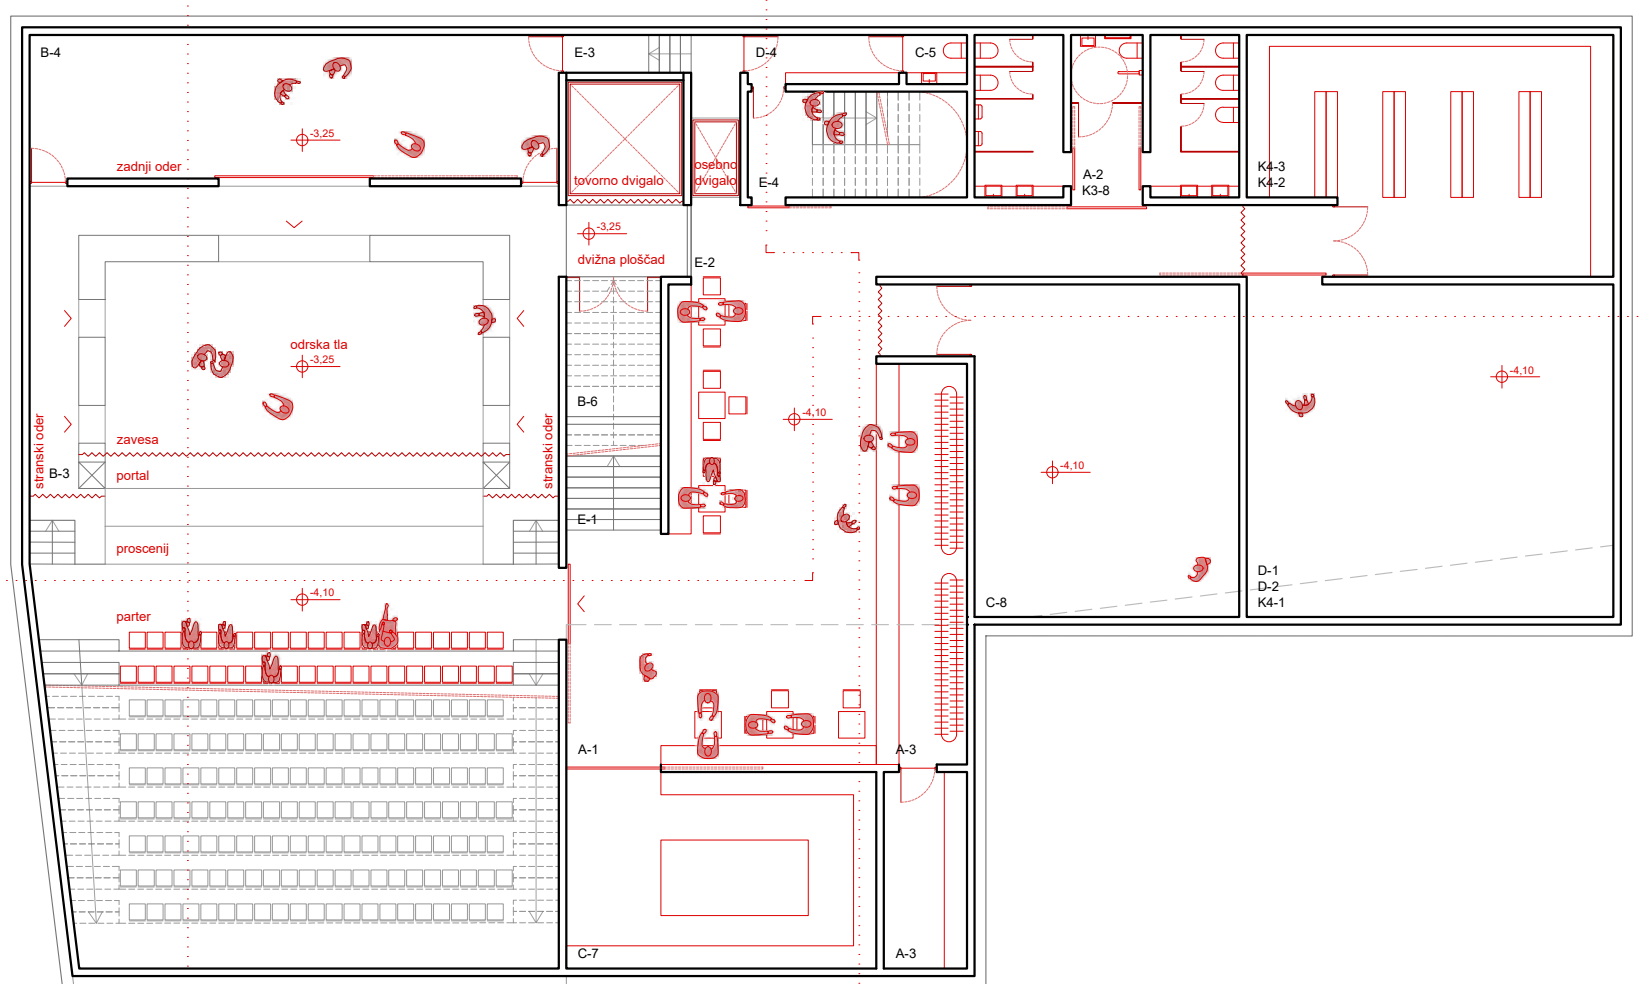 B-4
E-3
D-4
C-5
-3,25
zadnji oder
tovorno dvigalo
osebno
dvigalo
E-4
A-2
K3-8
K4-3
K4-2
-3,25
dvižna ploščad
E-2
odrska tla
-3,25
-4,10
B-6
-4,10
stranski oder
zavesa
stranski oder
B-3
portal
-4,10
E-1
proscenij
D-1
D-2
K4-1
C-8
-4,10
parter
A-1
A-3
C-7
A-3